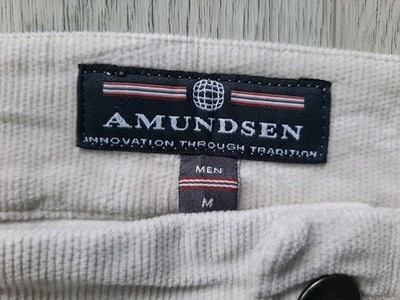 AMUNDSEN
INNOVATION THROUGH TRADITION
MEN
M